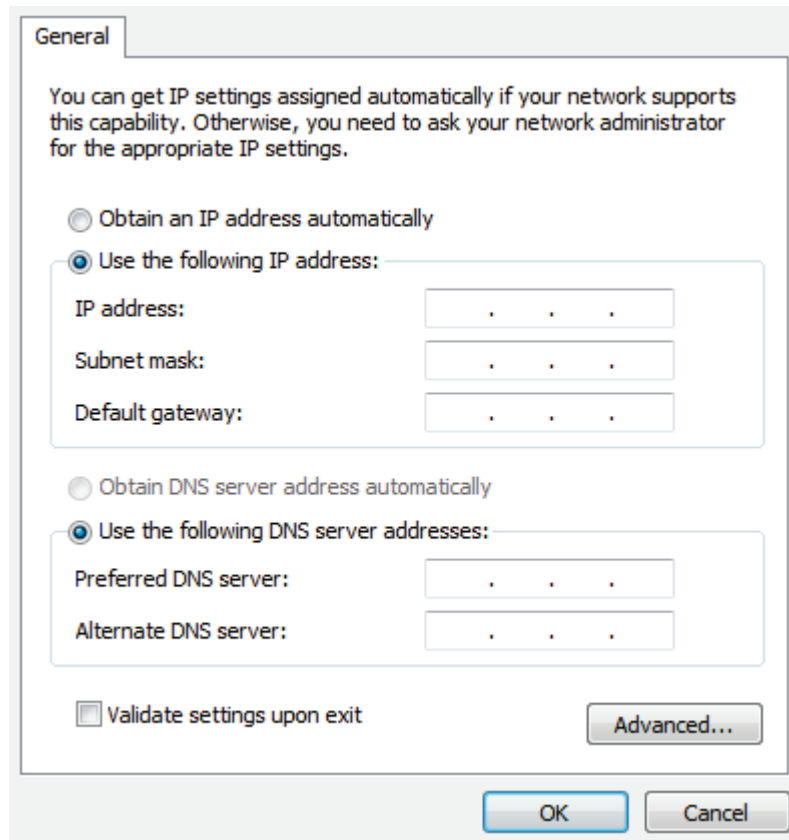 General
You can get IP settings assigned automatically if your network supports
this capability. Otherwise, you need to ask your network administrator
for the appropriate IP settings.
Obtain an IP address automatically
Use the following IP address:
IP address: . . .
Subnet mask: . . .
Default gateway: . . .
Obtain DNS server address automatically
Use the following DNS server addresses:
Preferred DNS server: . . .
Alternate DNS server: . . .
Validate settings upon exit
Advanced...
OK Cancel